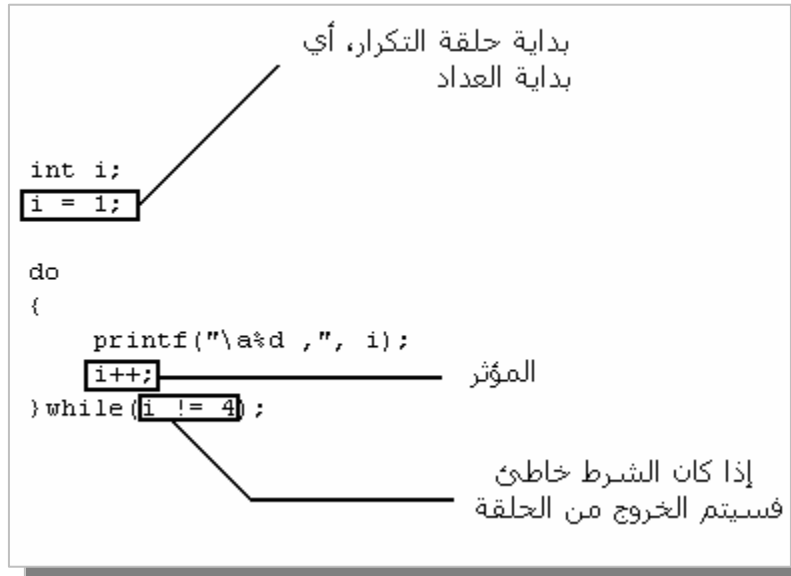 بداية حلقة التكرار، أي
بداية العداد
int i;
i = 1;
do
{
printf("\a%d ,", i);
i++;
المؤثر
}while(i != 4);
إذا كان الشرط خاطئ
فسيتم الخروج من الحلقة